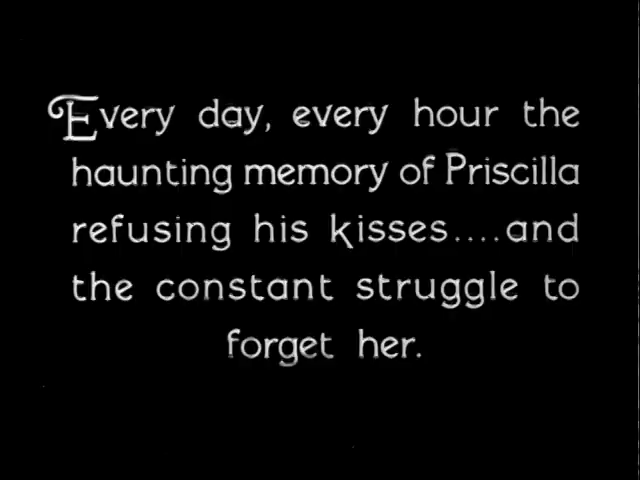 Every day, every hour the
haunting memory of Priscilla
refusing his kisses....and
the constant struggle to
forget her.